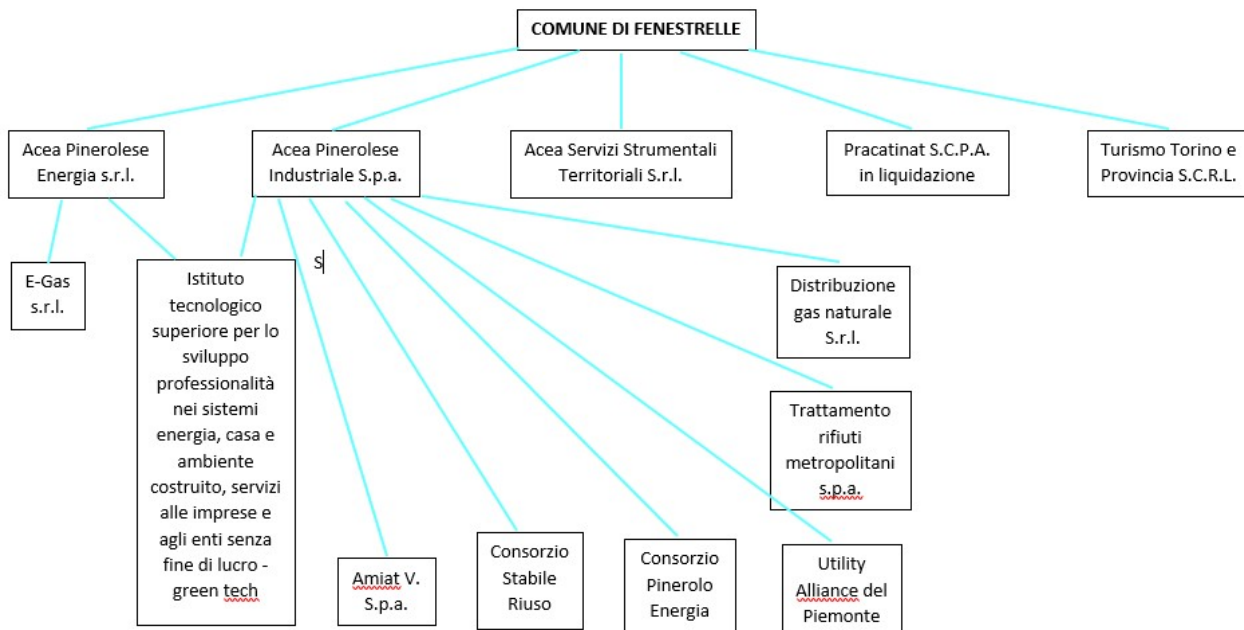 COMUNE DI FENESTRELLE
Acea Pinerolese
Energia s.r.l.
Acea Pinerolese
Industriale S.p.a.
Acea Servizi Strumentali
Territoriali S.r.l.
Pracatinat S.C.P.A.
in liquidazione
Turismo Torino e
Provincia S.C.R.L.
E-Gas
s.r.l.
Istituto
tecnologico
superiore per lo
sviluppo
professionalità
nei sistemi
energia, casa e
ambiente
costruito, servizi
alle imprese e
agli enti senza
fine di lucro -
green tech
S
Distribuzione
gas naturale
S.r.l.
Trattamento
rifiuti
metropolitani
s.p.a.
Amiat V.
S.p.a.
Consorzio
Stabile
Riuso
Consorzio
Pinerolo
Energia
Utility
Alliance del
Piemonte